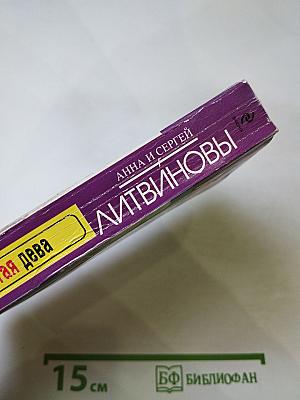 АННА И СЕРГЕЙ
ЛИТВИНОВЫ
тая дева
15 см
БФ БИБЛИОФАН